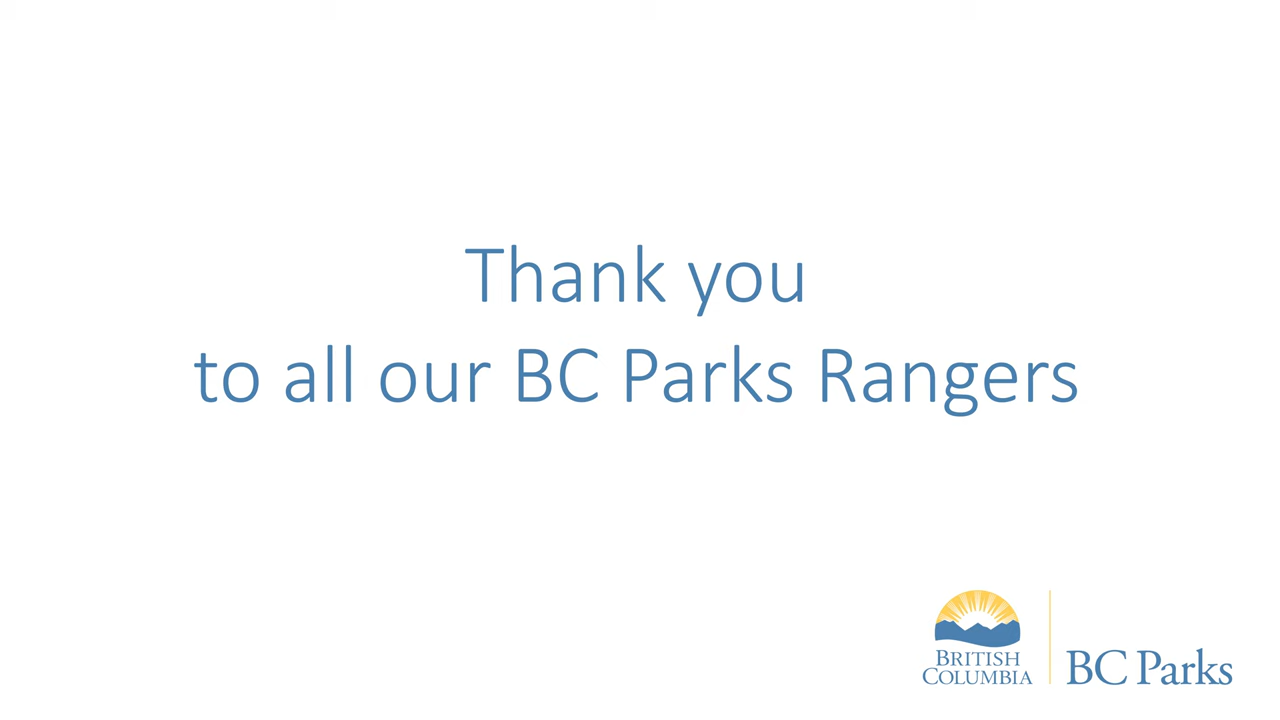 Thank you
to all our BC Parks Rangers
BRITISH
COLUMBIA
BC Parks